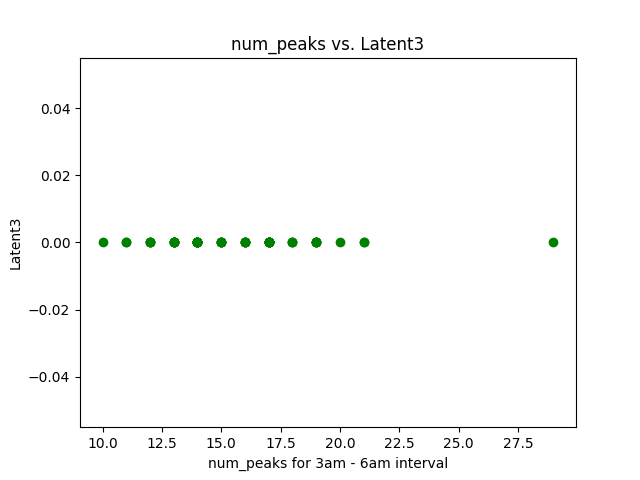 num_peaks vs. Latent3
0.04
0.02
0.00
−0.02
−0.04
Latent3
10.0 12.5 15.0 17.5 20.0 22.5 25.0 27.5
num_peaks for 3am - 6am interval